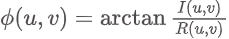 ϕ(u, v) = arctan I(u,v)/R(u,v)